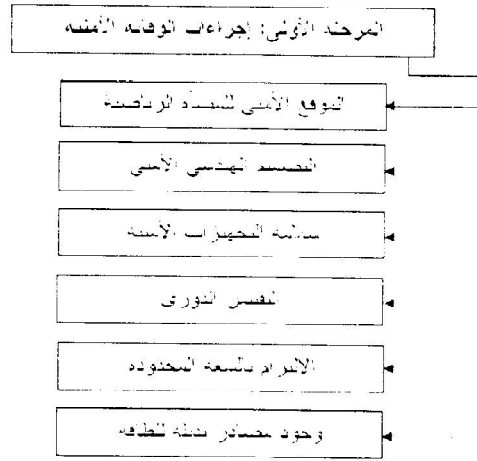 المرحلة الأولى: إجراءات الوقاية الأمنية
الموقع الأمني للمنشأة الرياضية
التصميم الهندسي الأمني
سلامة التجهيزات الأمنية
التفتيش الدوري
الالتزام بالسعة المحدودة
وجود مصادر بديلة للطاقة